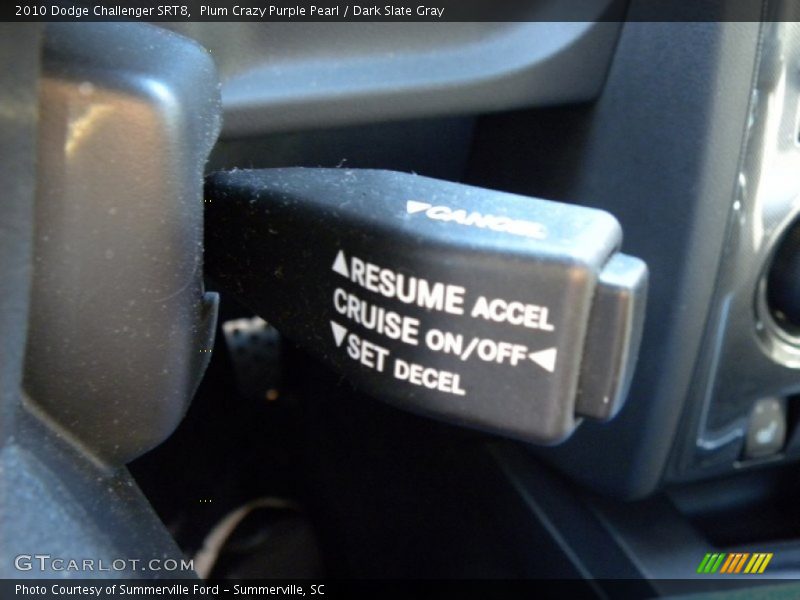 2010 Dodge Challenger SRT8,  Plum Crazy Purple Pearl / Dark Slate Gray
▼CANCEL
▲RESUME ACCEL
CRUISE ON/OFF◀
▼SET DECEL
GTCARLOT.COM
Photo Courtesy of Summerville Ford – Summerville, SC